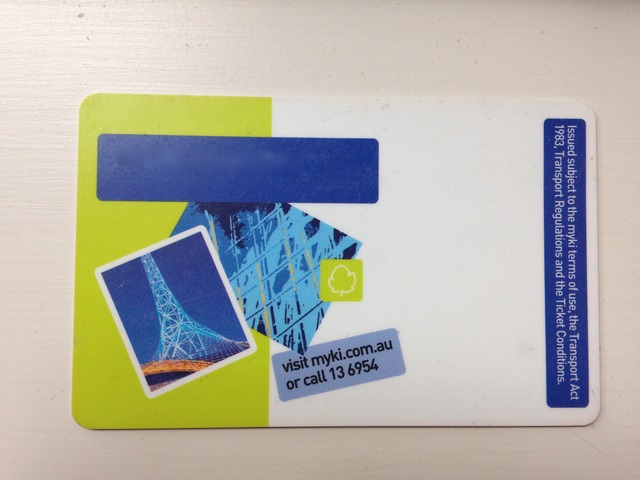 visit myki.com.au
or call 13 6954
Issued subject to the myki terms of use, the Transport Act
1983, Transport Regulations and the Ticket Conditions.